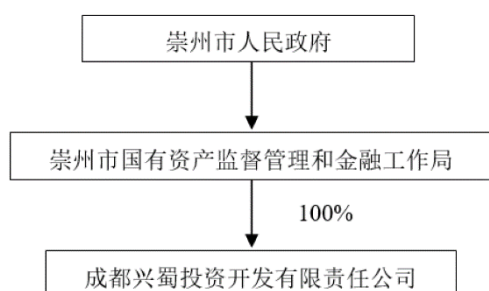 崇州市人民政府
崇州市国有资产监督管理和金融工作局
100%
成都兴蜀投资开发有限责任公司